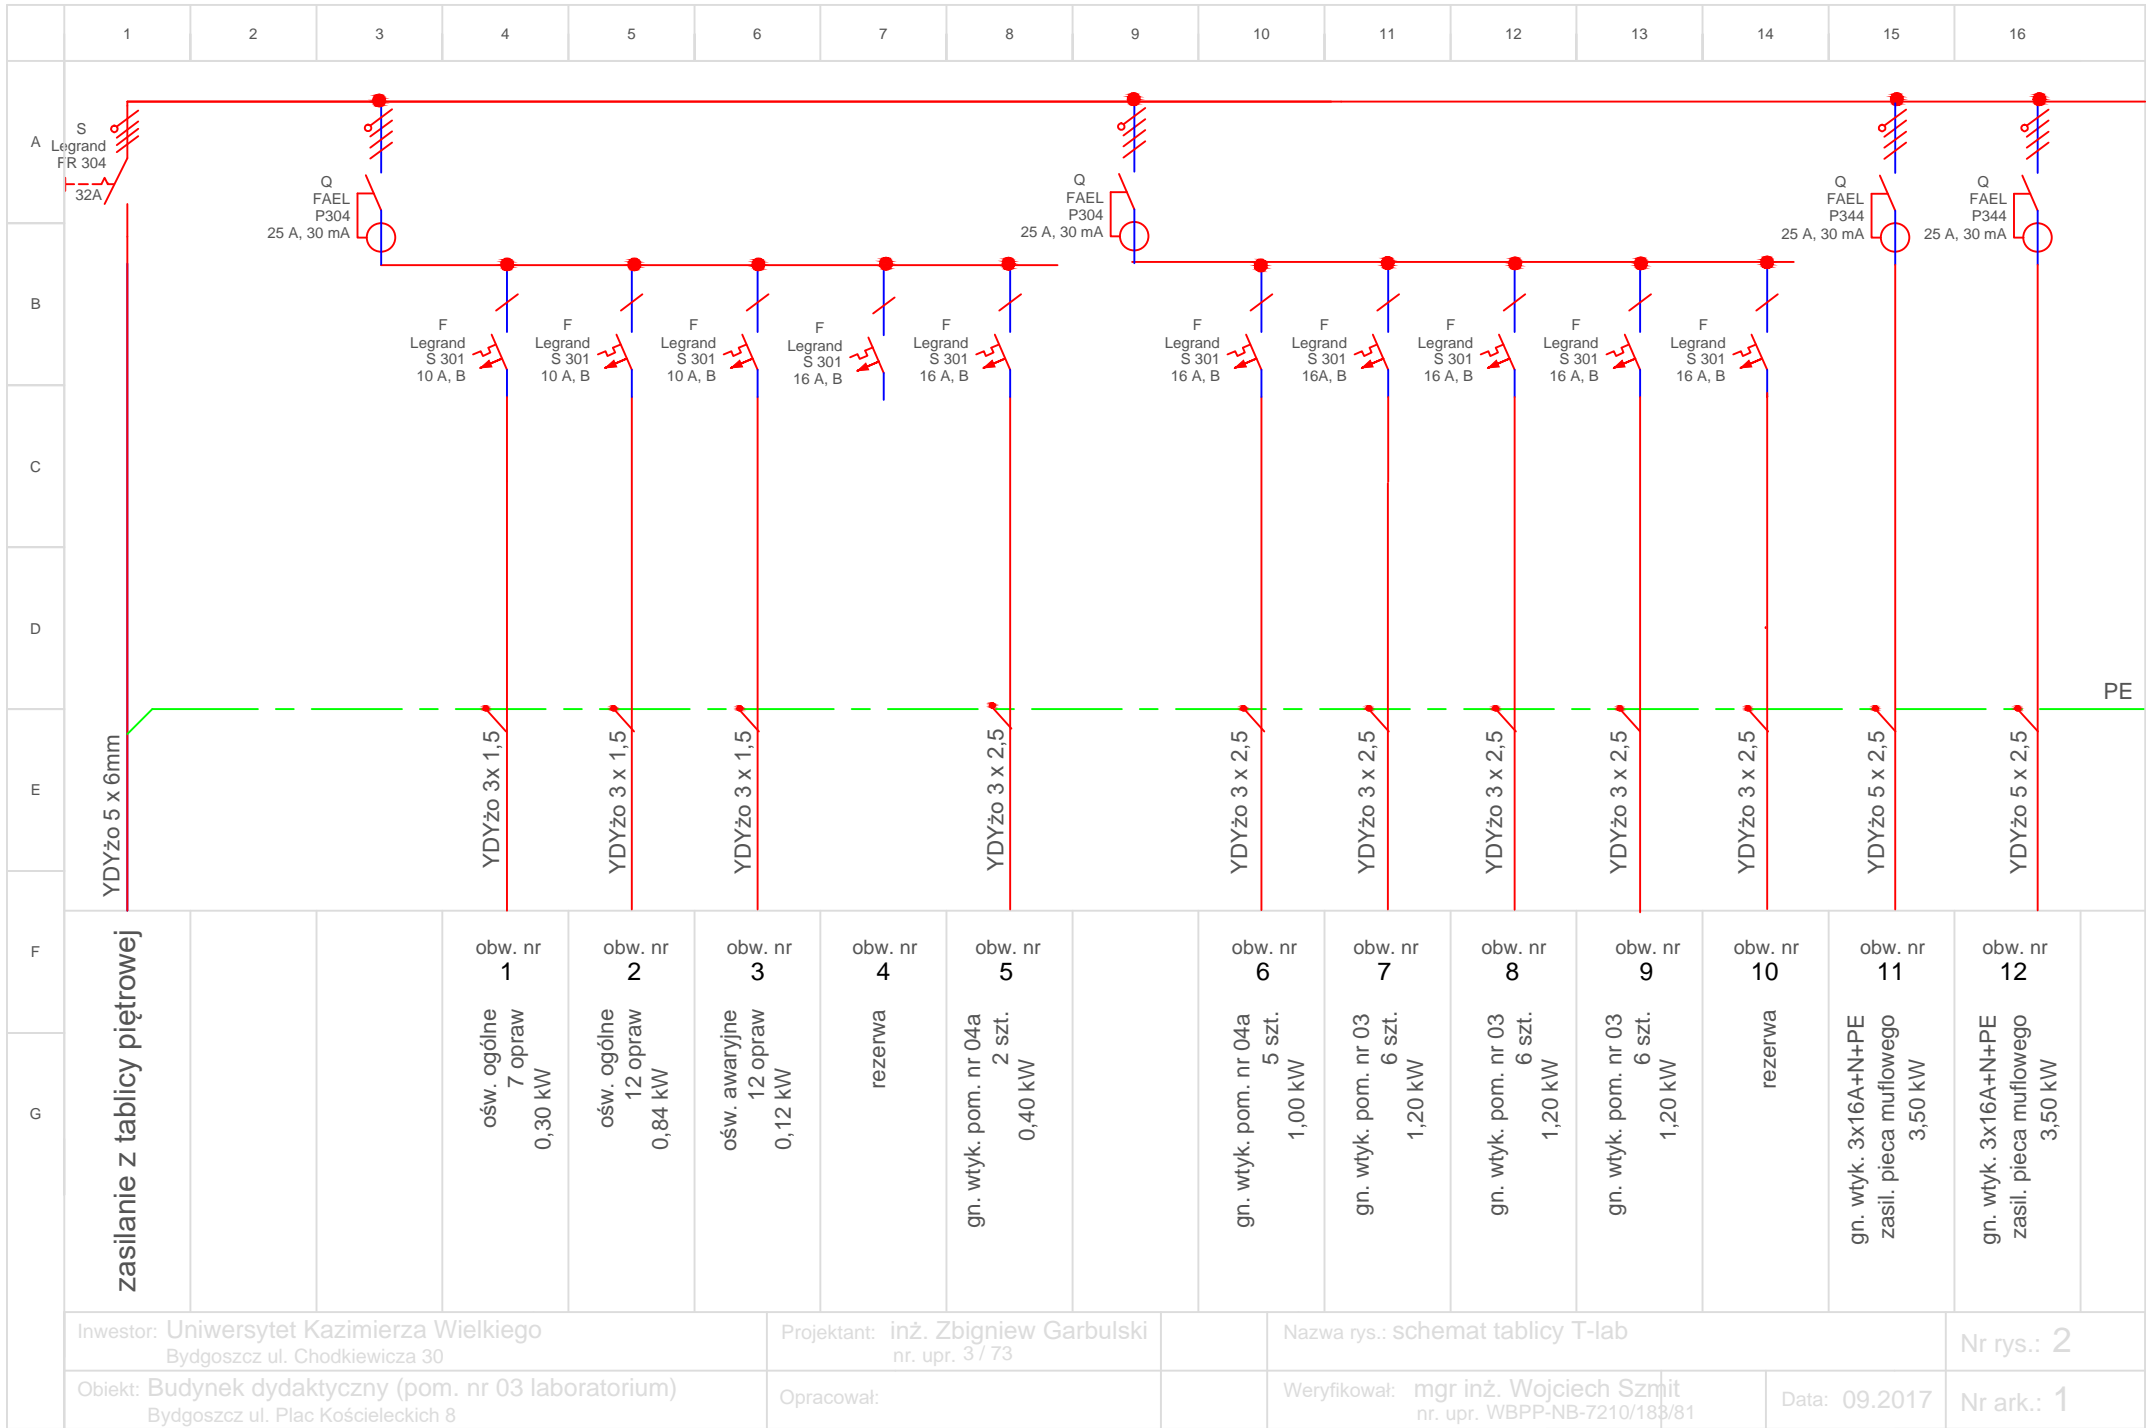 1 2 3 4 5 6 7 8 9 10 11 12 13 14 15 16
A
B
C
D
E
F
G
S
Legrand
FR 304
32A
Q
FAEL
P304
25 A, 30 mA
Q
FAEL
P304
25 A, 30 mA
Q
FAEL
P344
25 A, 30 mA
Q
FAEL
P344
25 A, 30 mA
F
Legrand
S 301
10 A, B
F
Legrand
S 301
10 A, B
F
Legrand
S 301
10 A, B
F
Legrand
S 301
16 A, B
F
Legrand
S 301
16 A, B
F
Legrand
S 301
16 A, B
F
Legrand
S 301
16A, B
F
Legrand
S 301
16 A, B
F
Legrand
S 301
16 A, B
F
Legrand
S 301
16 A, B
PE
YDYżo 5 x 6mm
YDYżo 3x 1,5
YDYżo 3 x 1,5
YDYżo 3 x 1,5
YDYżo 3 x 2,5
YDYżo 3 x 2,5
YDYżo 3 x 2,5
YDYżo 3 x 2,5
YDYżo 3 x 2,5
YDYżo 3 x 2,5
YDYżo 5 x 2,5
YDYżo 5 x 2,5
zasilanie z tablicy piętrowej
obw. nr
1
ośw. ogólne
7 opraw
0,30 kW
obw. nr
2
ośw. ogólne
12 opraw
0,84 kW
obw. nr
3
ośw. awaryjne
12 opraw
0,12 kW
obw. nr
4
rezerwa
obw. nr
5
gn. wtyk. pom. nr 04a
2 szt.
0,40 kW
obw. nr
6
gn. wtyk. pom. nr 04a
5 szt.
1,00 kW
obw. nr
7
gn. wtyk. pom. nr 03
6 szt.
1,20 kW
obw. nr
8
gn. wtyk. pom. nr 03
6 szt.
1,20 kW
obw. nr
9
gn. wtyk. pom. nr 03
6 szt.
1,20 kW
obw. nr
10
rezerwa
obw. nr
11
gn. wtyk. 3x16A+N+PE
zasil. pieca muflowego
3,50 kW
obw. nr
12
gn. wtyk. 3x16A+N+PE
zasil. pieca muflowego
3,50 kW
Inwestor: Uniwersytet Kazimierza Wielkiego
Bydgoszcz ul. Chodkiewicza 30
Projektant: inż. Zbigniew Garbulski
nr. upr. 3 / 73
Nazwa rys.: schemat tablicy T-lab
Nr rys.: 2
Obiekt: Budynek dydaktyczny (pom. nr 03 laboratorium)
Bydgoszcz ul. Plac Kościeleckich 8
Opracował:
Weryfikował: mgr inż. Wojciech Szmit
nr. upr. WBPP-NB-7210/183/81
Data: 09.2017
Nr ark.: 1